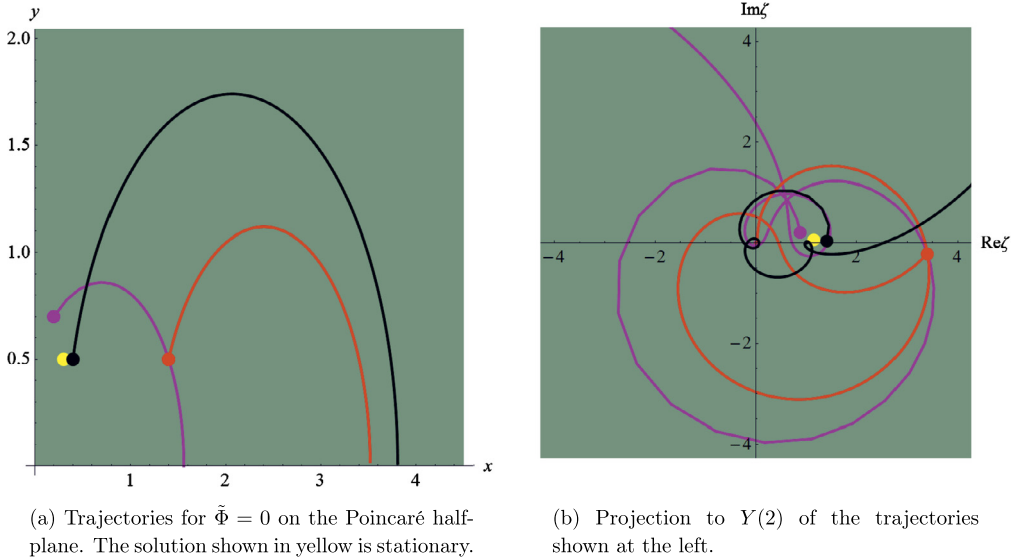 y
2.0
1.5
1.0
0.5
1 2 3 4 x
Imζ
4
2
−4 −2 2 4 Reζ
−2
−4
(a) Trajectories for Φ̃ = 0 on the Poincaré half-
plane. The solution shown in yellow is stationary.
(b) Projection to Y(2) of the trajectories
shown at the left.